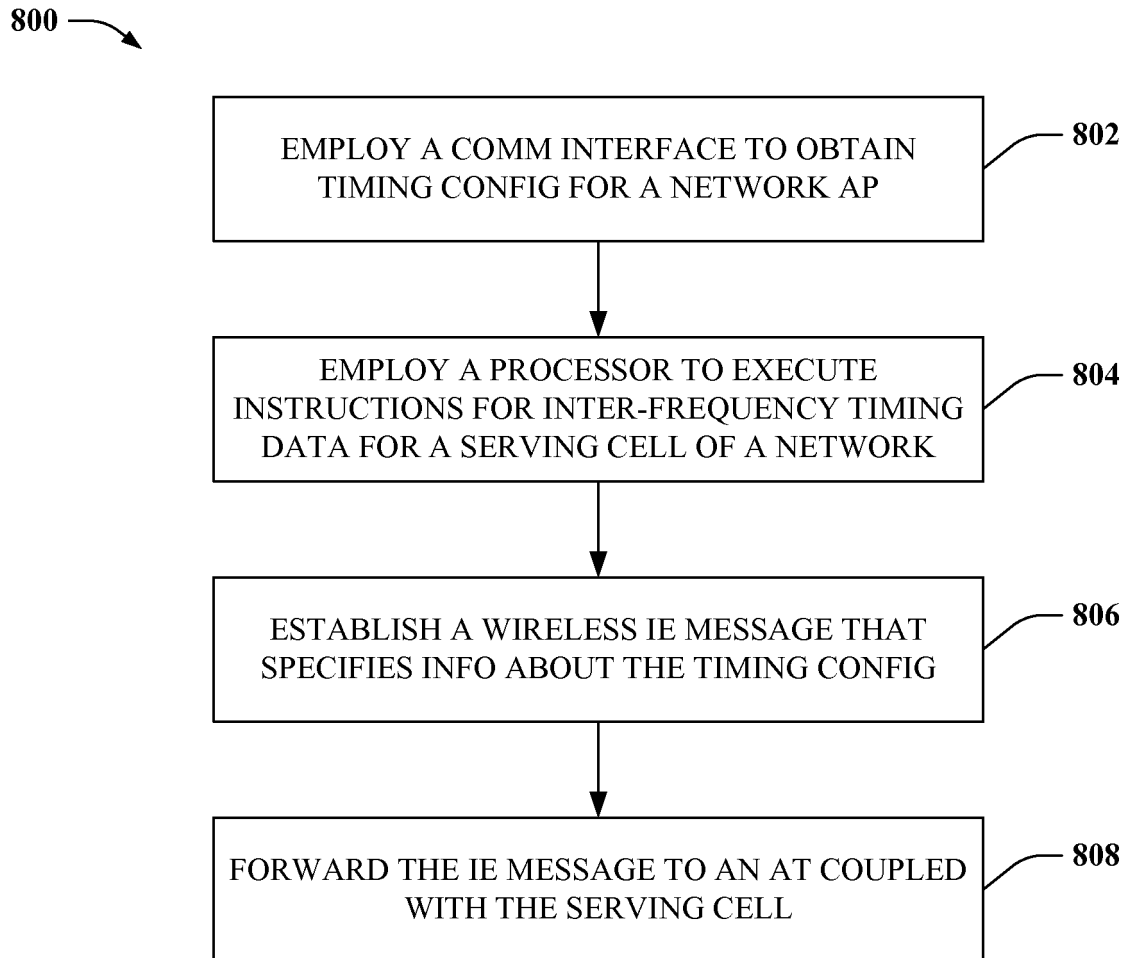 800
EMPLOY A COMM INTERFACE TO OBTAIN
TIMING CONFIG FOR A NETWORK AP
802
EMPLOY A PROCESSOR TO EXECUTE
INSTRUCTIONS FOR INTER-FREQUENCY TIMING
DATA FOR A SERVING CELL OF A NETWORK
804
ESTABLISH A WIRELESS IE MESSAGE THAT
SPECIFIES INFO ABOUT THE TIMING CONFIG
806
FORWARD THE IE MESSAGE TO AN AT COUPLED
WITH THE SERVING CELL
808